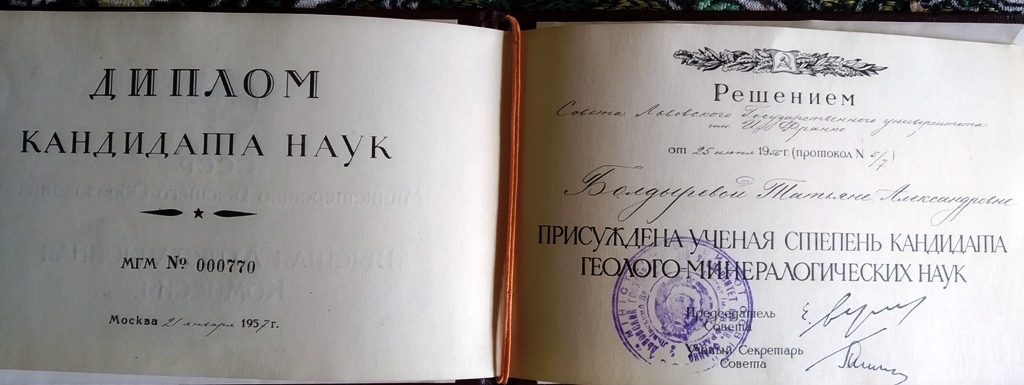 ДИПЛОМ
КАНДИДАТА НАУК
МГМ № 000770
Москва 21 января 1957 г.
Решением
Совета Львовского Государственного университета
им И. Франко
от 25 июня 1956 г. (протокол N 5/7)
Болдыревой Татьяне Александровне
ПРИСУЖДЕНА УЧЕНАЯ СТЕПЕНЬ КАНДИДАТА
ГЕОЛОГО-МИНЕРАЛОГИЧЕСКИХ НАУК
Председатель
Совета
Ученый Секретарь
Совета